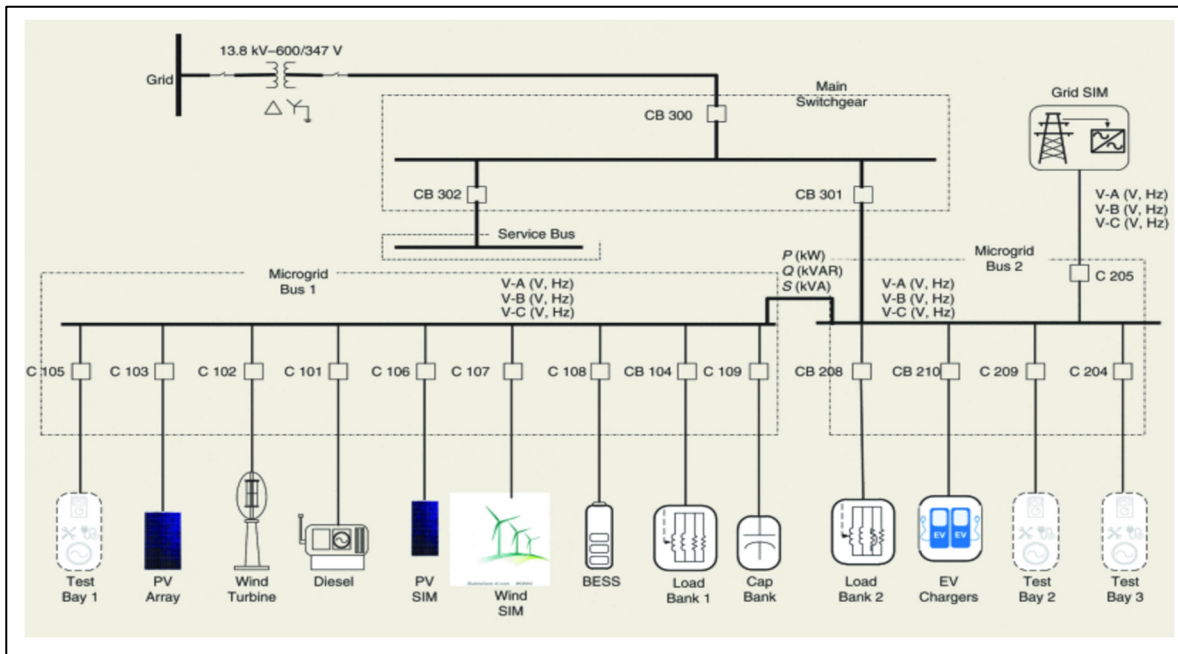 13.8 kV–600/347 V
Grid
Main
Switchgear
Grid SIM
CB 300
CB 302
CB 301
V-A (V, Hz)
V-B (V, Hz)
V-C (V, Hz)
Service Bus
P (kW)
Q (kVAR)
S (kVA)
Microgrid
Bus 2
Microgrid
Bus 1
C 205
V-A (V, Hz)
V-B (V, Hz)
V-C (V, Hz)
V-A (V, Hz)
V-B (V, Hz)
V-C (V, Hz)
C 105
C 103
C 102
C 101
C 106
C 107
C 108
CB 104
C 109
CB 208
CB 210
C 209
C 204
EV
EV
Test
Bay 1
PV
Array
Wind
Turbine
Diesel
PV
SIM
Wind
SIM
BESS
Load
Bank 1
Cap
Bank
Load
Bank 2
EV
Chargers
Test
Bay 2
Test
Bay 3